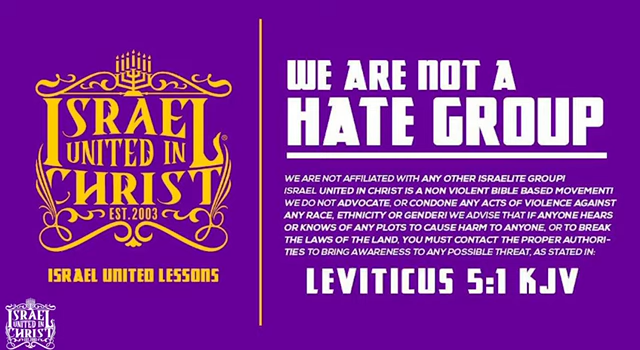 ISRAEL
UNITED IN
CHRIST
EST.2003
®
ISRAEL UNITED LESSONS
WE ARE NOT A
HATE GROUP
WE ARE NOT AFFILIATED WITH ANY OTHER ISRAELITE GROUP!
ISRAEL UNITED IN CHRIST IS A NON VIOLENT BIBLE BASED MOVEMENT!
WE DO NOT ADVOCATE, OR CONDONE ANY ACTS OF VIOLENCE AGAINST
ANY RACE, ETHNICITY OR GENDER! WE ADVISE THAT IF ANYONE HEARS
OR KNOWS OF ANY PLOTS TO CAUSE HARM TO ANYONE, OR TO BREAK
THE LAWS OF THE LAND, YOU MUST CONTACT THE PROPER AUTHORI-
TIES TO BRING AWARENESS TO ANY POSSIBLE THREAT, AS STATED IN:
LEVITICUS 5:1 KJV
ISRAEL
UNITED IN
CHRIST